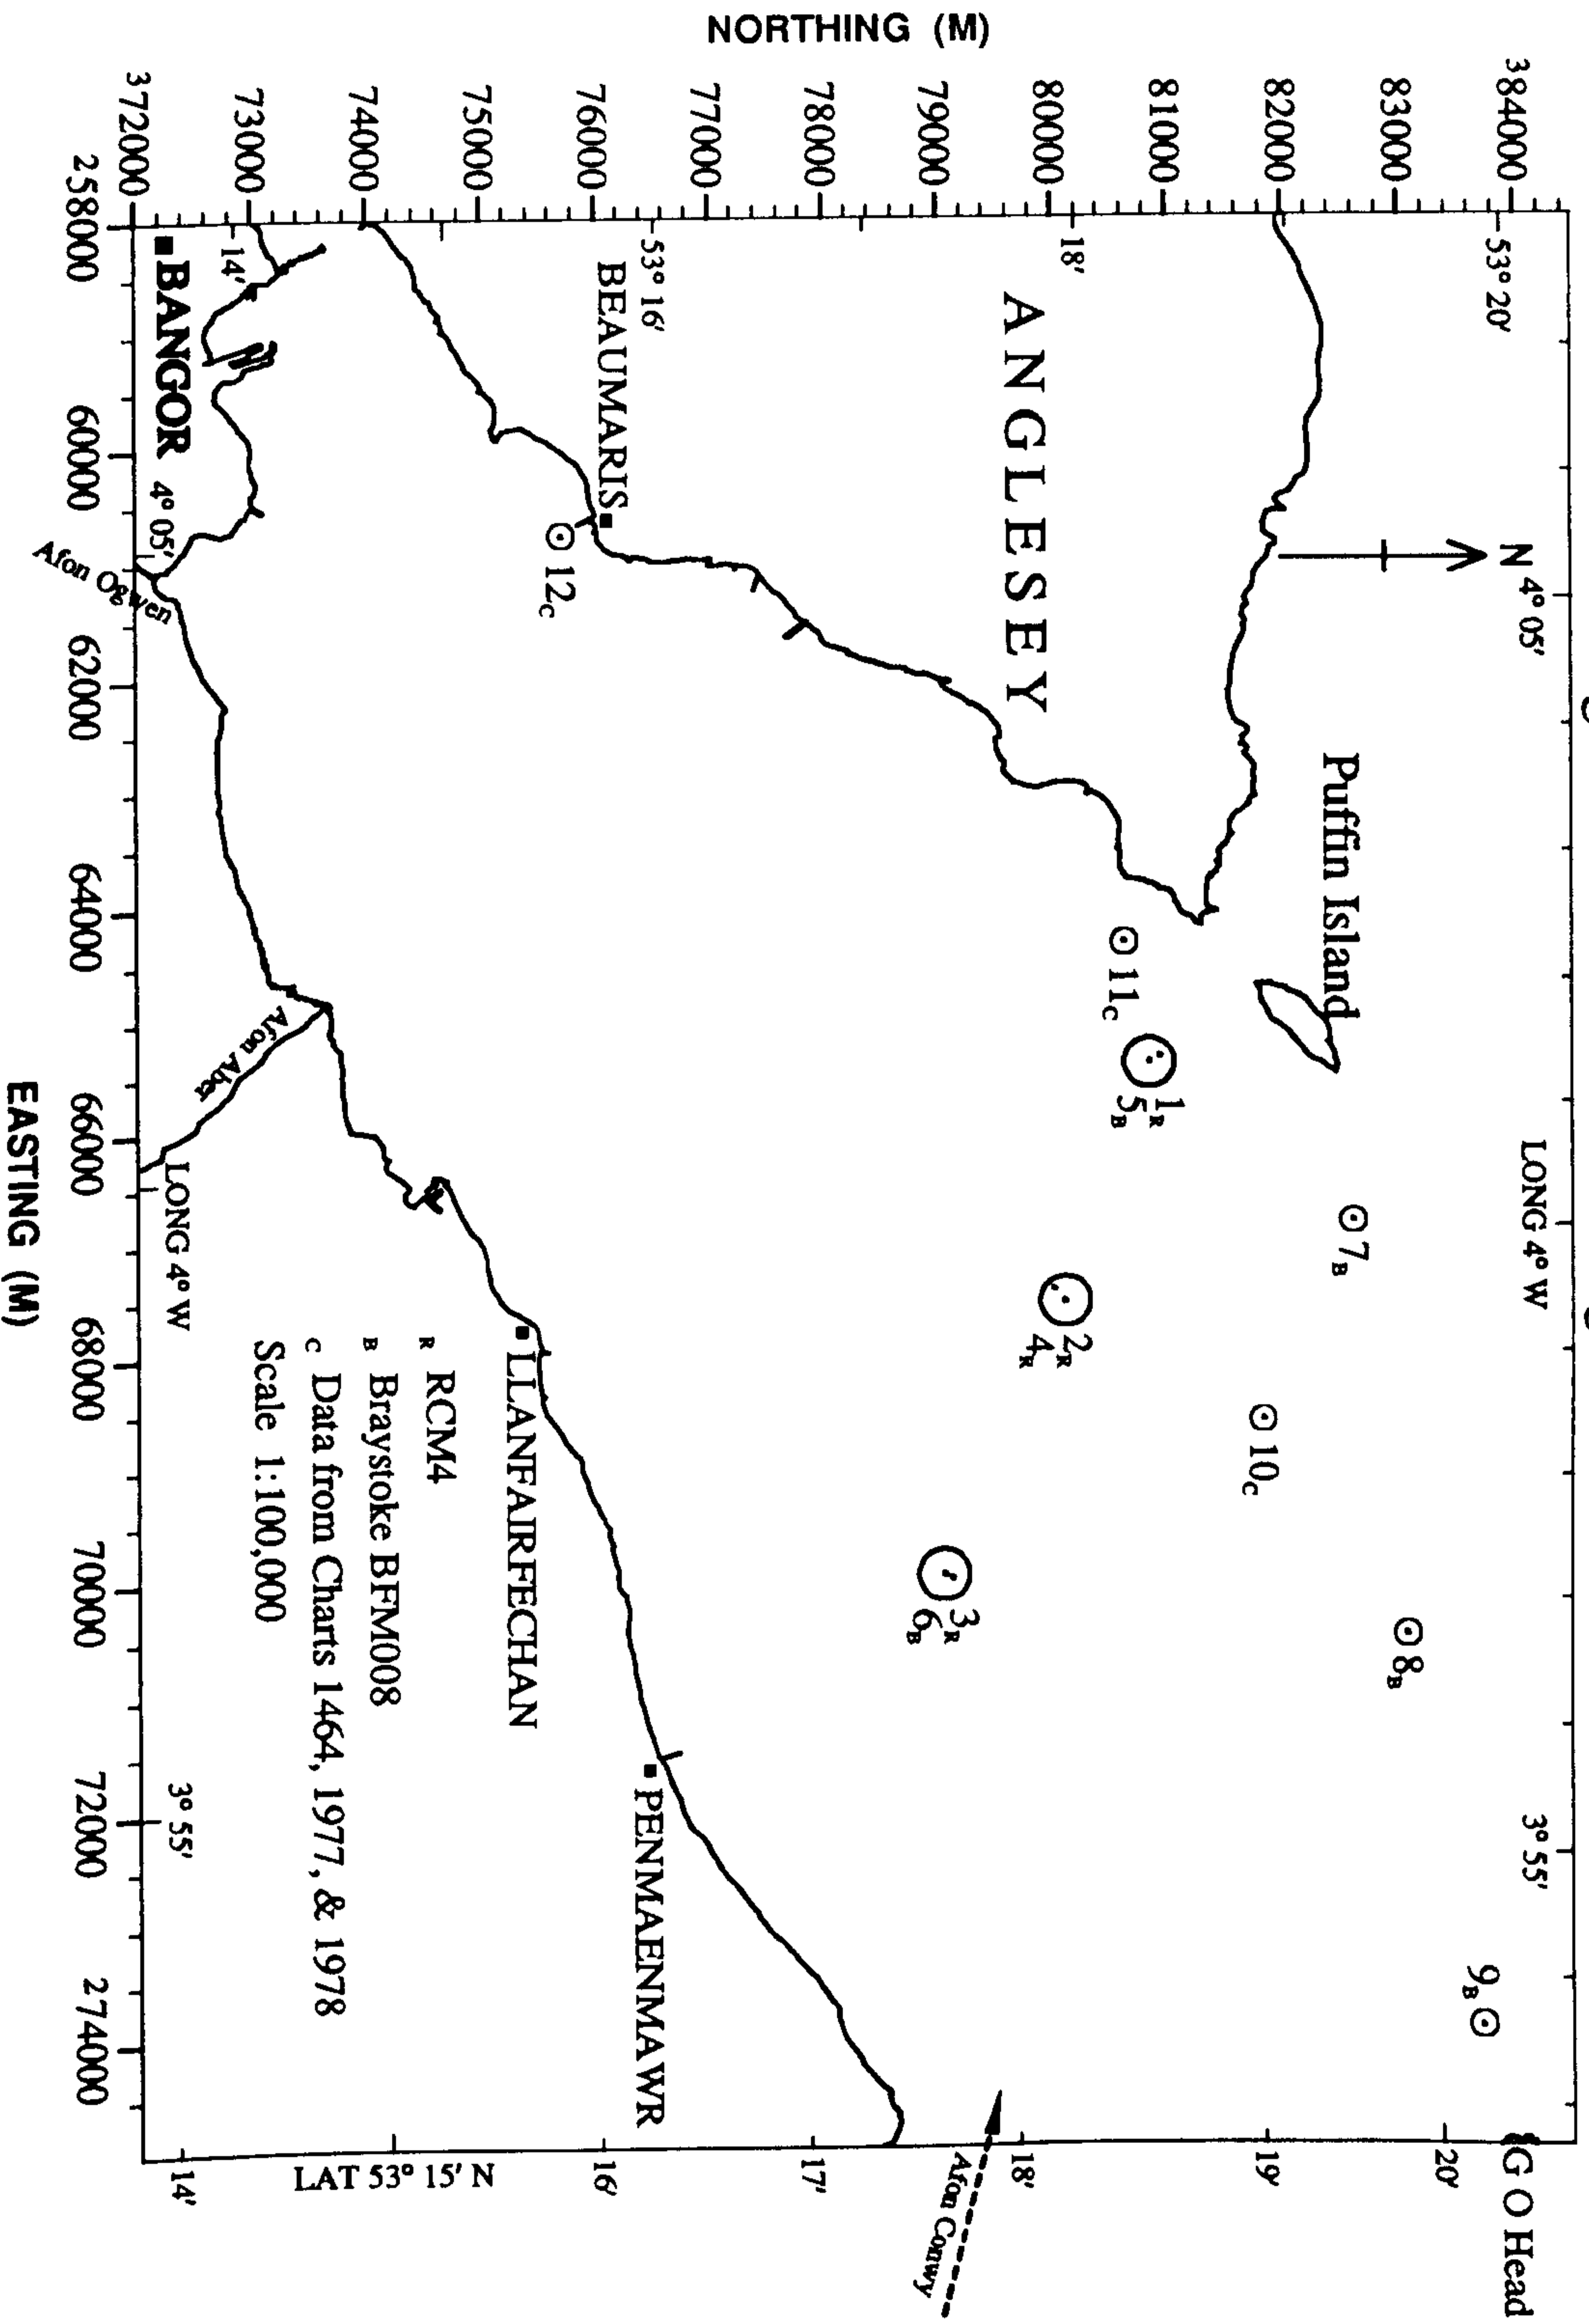 NORTHING (M)
³84000
83000
82000
81000
80000
79000
78000
77000
76000
75000
74000
73000
³72000
53° 20'
18'
53° 16'
14'
N
4° 05'
LONG 4° W
3° 55'
G O Head
20'
19'
18'
17'
16'
LAT 53° 15' N
14'
Puffin Island
ANGLESEY
BEAUMARIS
BANGOR
4° 05'
Afon Ogwen
Afon Aber
LONG 4° W
3° 55'
LLANFAIRFECHAN
PENMAENMAWR
Afon Conwy
9B
8B
7B
10C
1R
5B
11C
2R
4R
3R
6B
12C
R RCM4
B Braystoke BFM008
C Data from Charts 1464, 1977, & 1978
Scale 1:100,000
258000
60000
62000
64000
66000
68000
70000
72000
274000
EASTING (M)